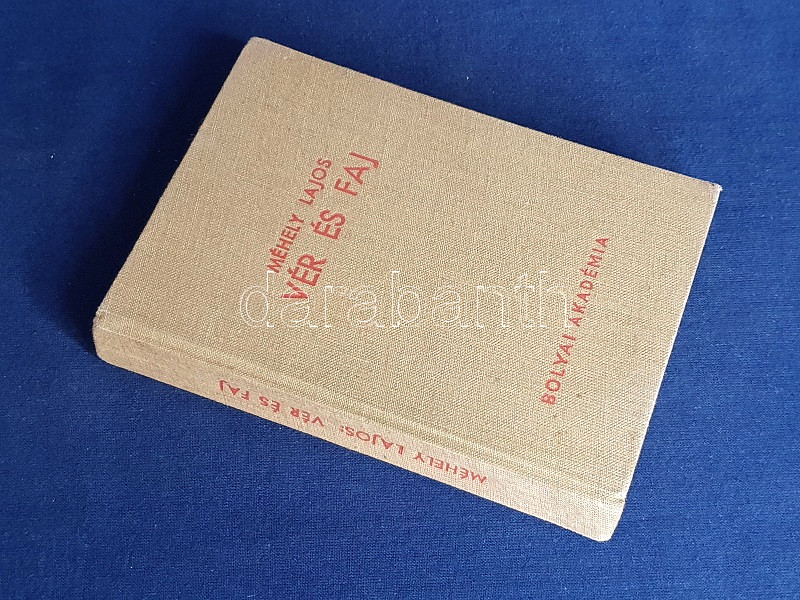 MÉHELY LAJOS
VÉR ÉS FAJ
BOLYAI AKADÉMIA
MÉHELY LAJOS: VÉR ÉS FAJ
darabanth